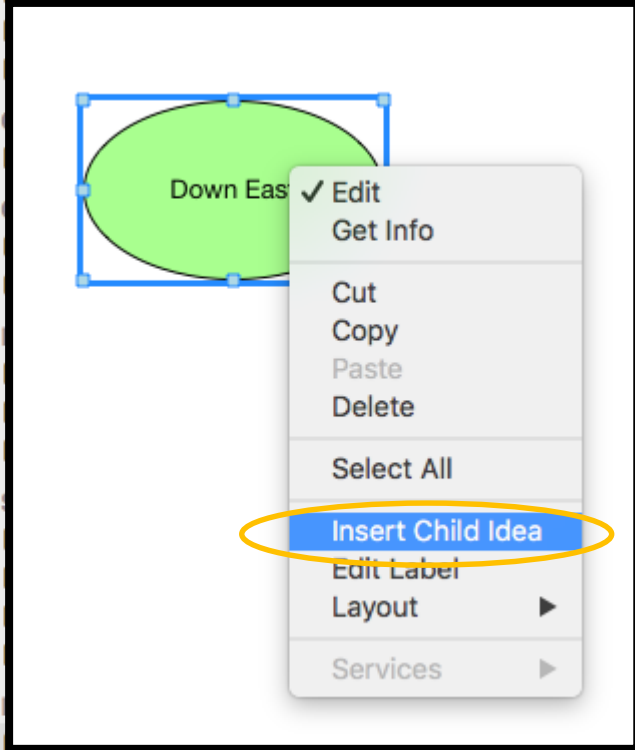 Down East
Edit
Get Info
Cut
Copy
Paste
Delete
Select All
Insert Child Idea
Edit Label
Layout
Services